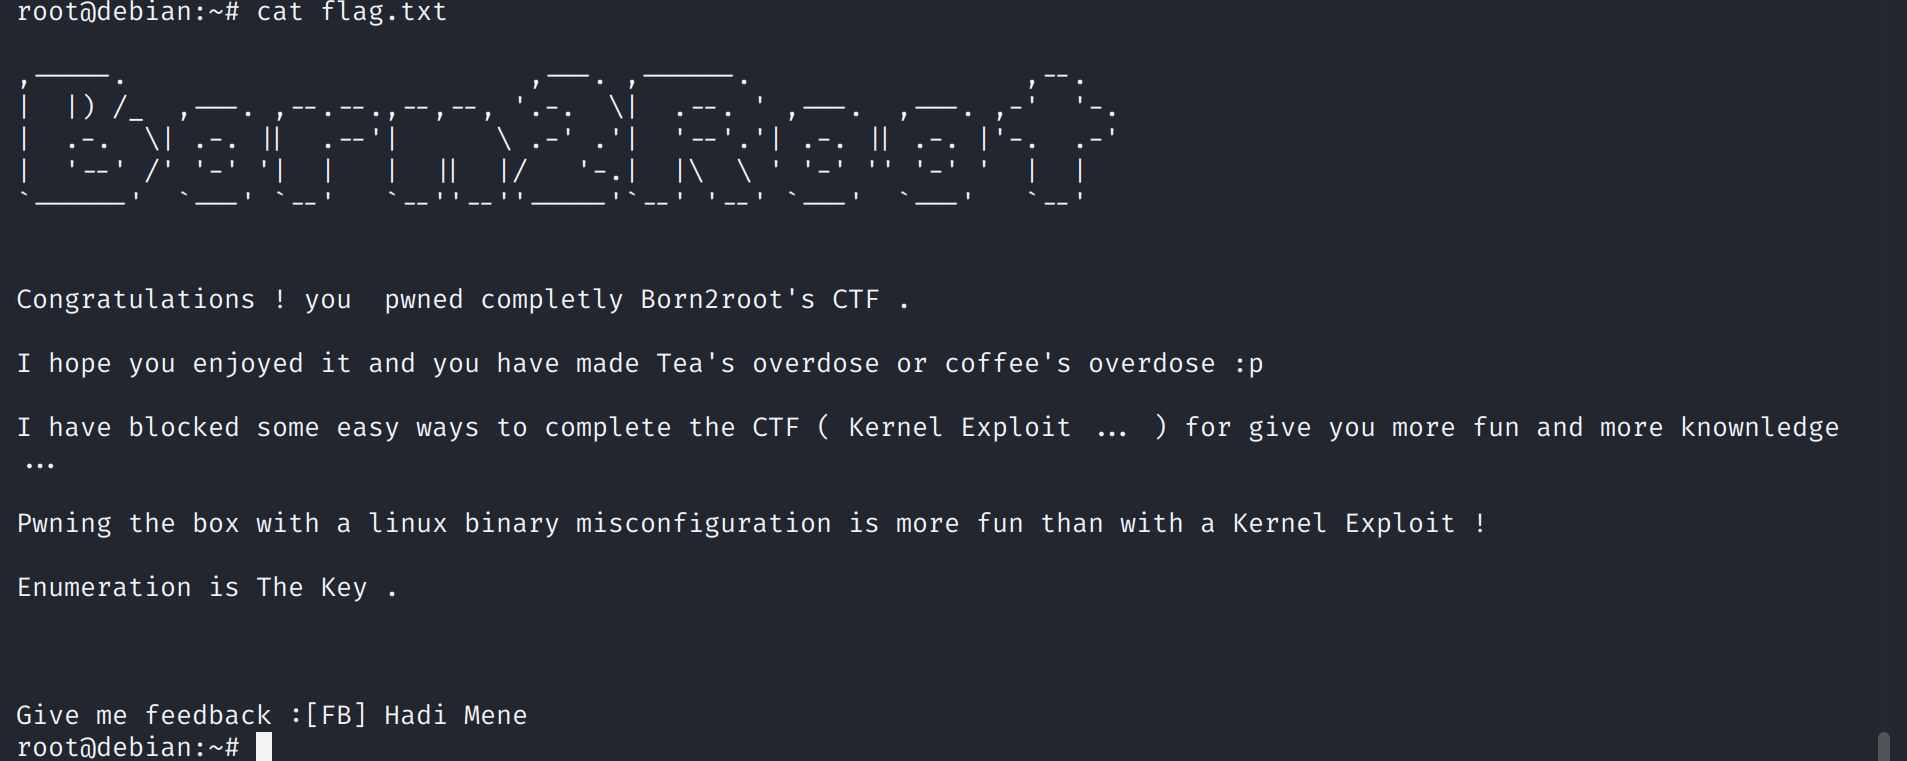 root@debian:~# cat flag.txt
,-----.                          ,---. ,------.                  ,--.
|  |) /_  ,---. ,--.--.,--,--, '.-.  \|  .--. ' ,---.  ,---. ,-'  '-.
|  .-.  \| .-. ||  .--'|      \ .-' .'|  '--'.'| .-. || .-. |'-.  .-'
|  '--' /' '-' '|  |   |  ||  |/   '-.|  |\  \ ' '-' '' '-' '  |  |
`------'  `---' `--'   `--''--''-----'`--' '--' `---'  `---'   `--'
Congratulations ! you  pwned completly Born2root's CTF .
I hope you enjoyed it and you have made Tea's overdose or coffee's overdose :p
I have blocked some easy ways to complete the CTF ( Kernel Exploit ... ) for give you more fun and more knownledge
...
Pwning the box with a linux binary misconfiguration is more fun than with a Kernel Exploit !
Enumeration is The Key .
Give me feedback :[FB] Hadi Mene
root@debian:~#